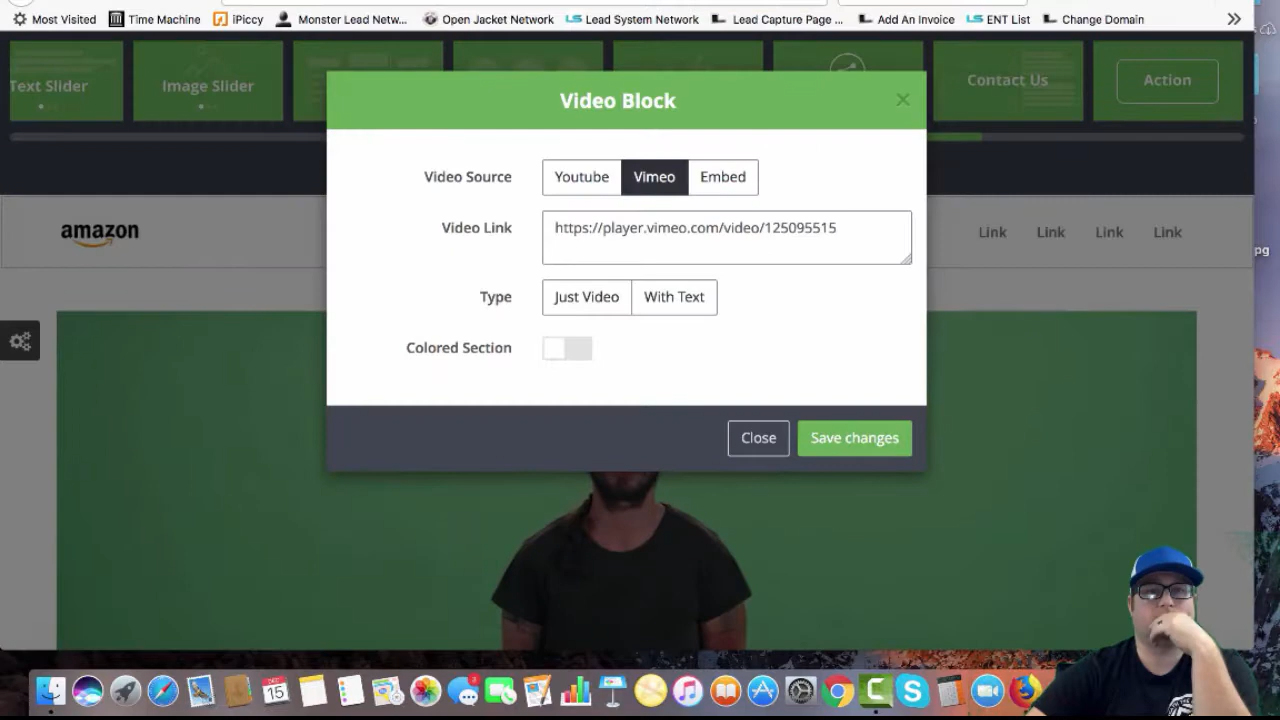 Most Visited Time Machine iPiccy Monster Lead Netw... Open Jacket Network Lead System Network Lead Capture Page ... Add An Invoice ENT List Change Domain
Text Slider Image Slider Contact Us Action
Video Block
Video Source Youtube Vimeo Embed
amazon Link Link Link Link
Video Link https://player.vimeo.com/video/125095515
pg
Type Just Video With Text
Colored Section
Close Save changes
DEC
15